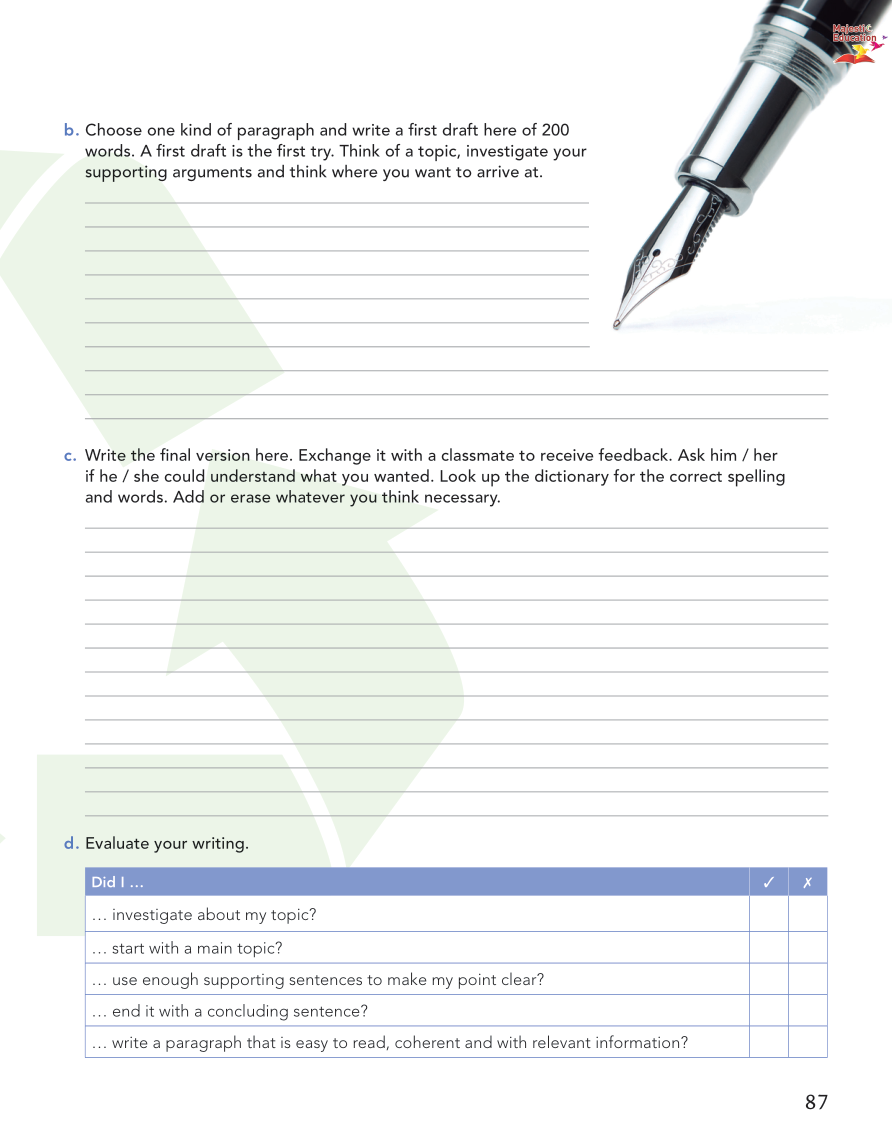 Majestic
Education
b. Choose one kind of paragraph and write a first draft here of 200
words. A first draft is the first try. Think of a topic, investigate your
supporting arguments and think where you want to arrive at.
c. Write the final version here. Exchange it with a classmate to receive feedback. Ask him / her
if he / she could understand what you wanted. Look up the dictionary for the correct spelling
and words. Add or erase whatever you think necessary.
d. Evaluate your writing.
Did I … ✓ ✗
… investigate about my topic?
… start with a main topic?
… use enough supporting sentences to make my point clear?
… end it with a concluding sentence?
… write a paragraph that is easy to read, coherent and with relevant information?
87